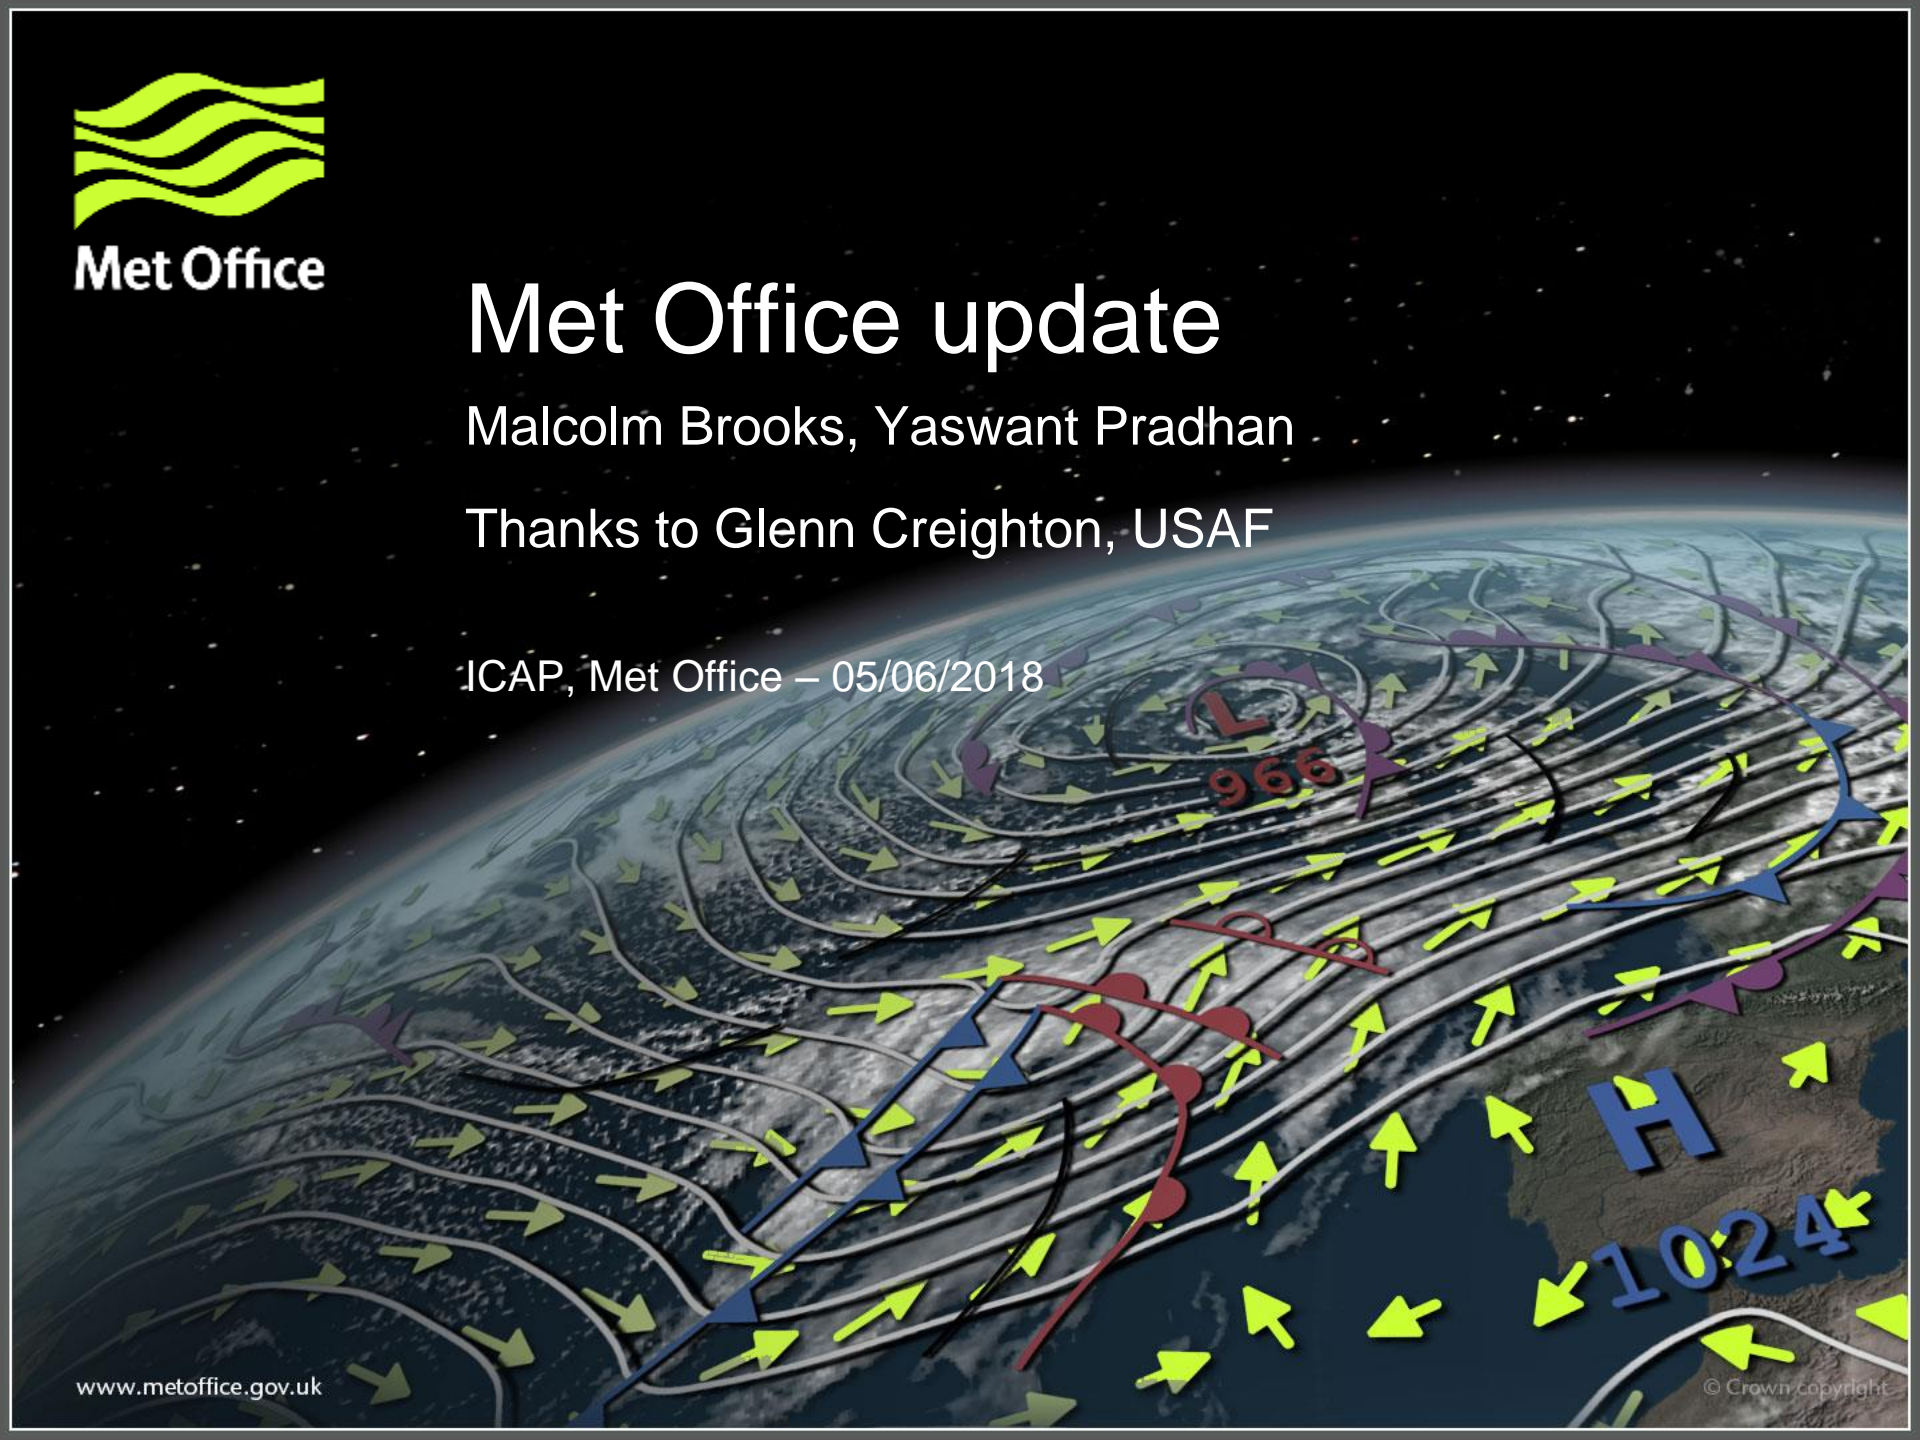 Met Office
Met Office update
Malcolm Brooks, Yaswant Pradhan
Thanks to Glenn Creighton, USAF
ICAP, Met Office – 05/06/2018
L
966
H
1024
www.metoffice.gov.uk
© Crown copyright